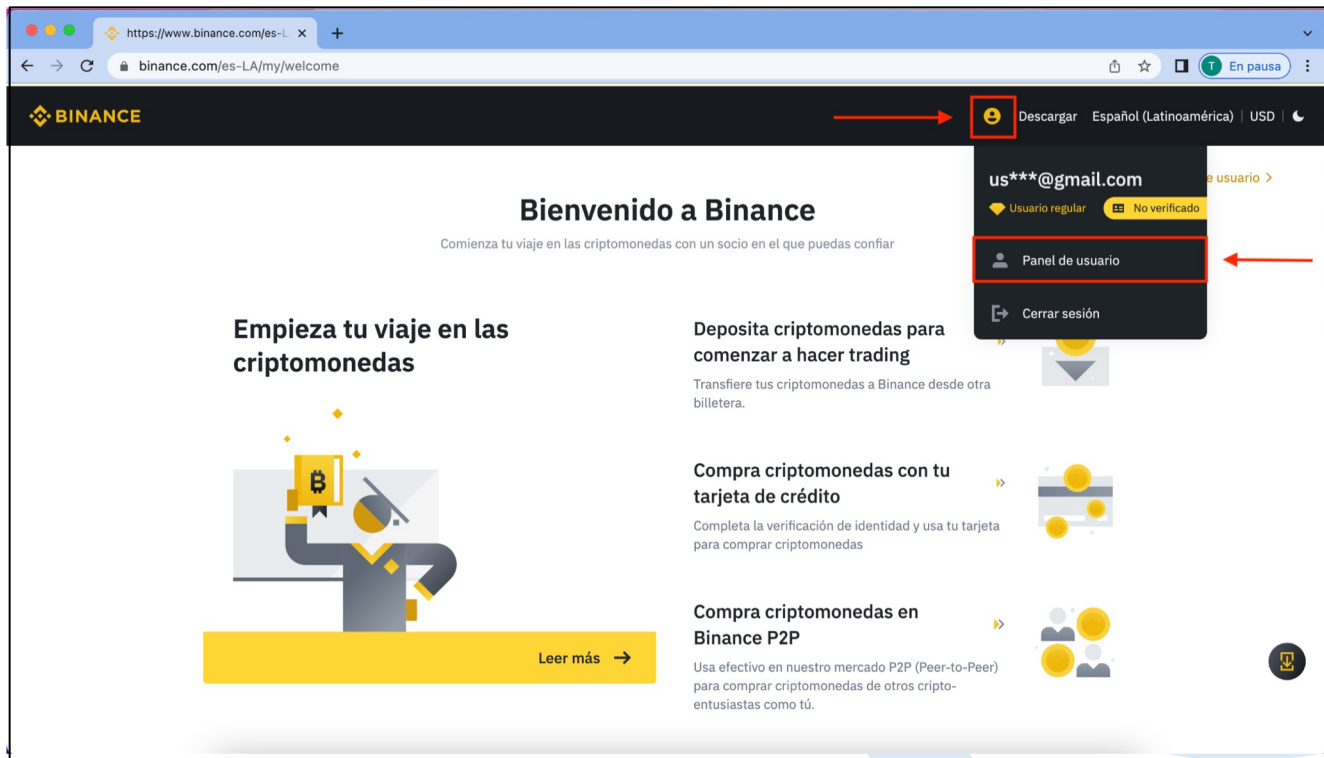 https://www.binance.com/es-L
binance.com/es-LA/my/welcome
T En pausa
BINANCE
Descargar Español (Latinoamérica) | USD
us***@gmail.com
e usuario
Usuario regular No verificado
Panel de usuario
Cerrar sesión
Bienvenido a Binance
Comienza tu viaje en las criptomonedas con un socio en el que puedas confiar
Empieza tu viaje en las
criptomonedas
Leer más
Deposita criptomonedas para
comenzar a hacer trading
Transfiere tus criptomonedas a Binance desde otra
billetera.
Compra criptomonedas con tu
tarjeta de crédito
Completa la verificación de identidad y usa tu tarjeta
para comprar criptomonedas
Compra criptomonedas en
Binance P2P
Usa efectivo en nuestro mercado P2P (Peer-to-Peer)
para comprar criptomonedas de otros cripto-
entusiastas como tú.